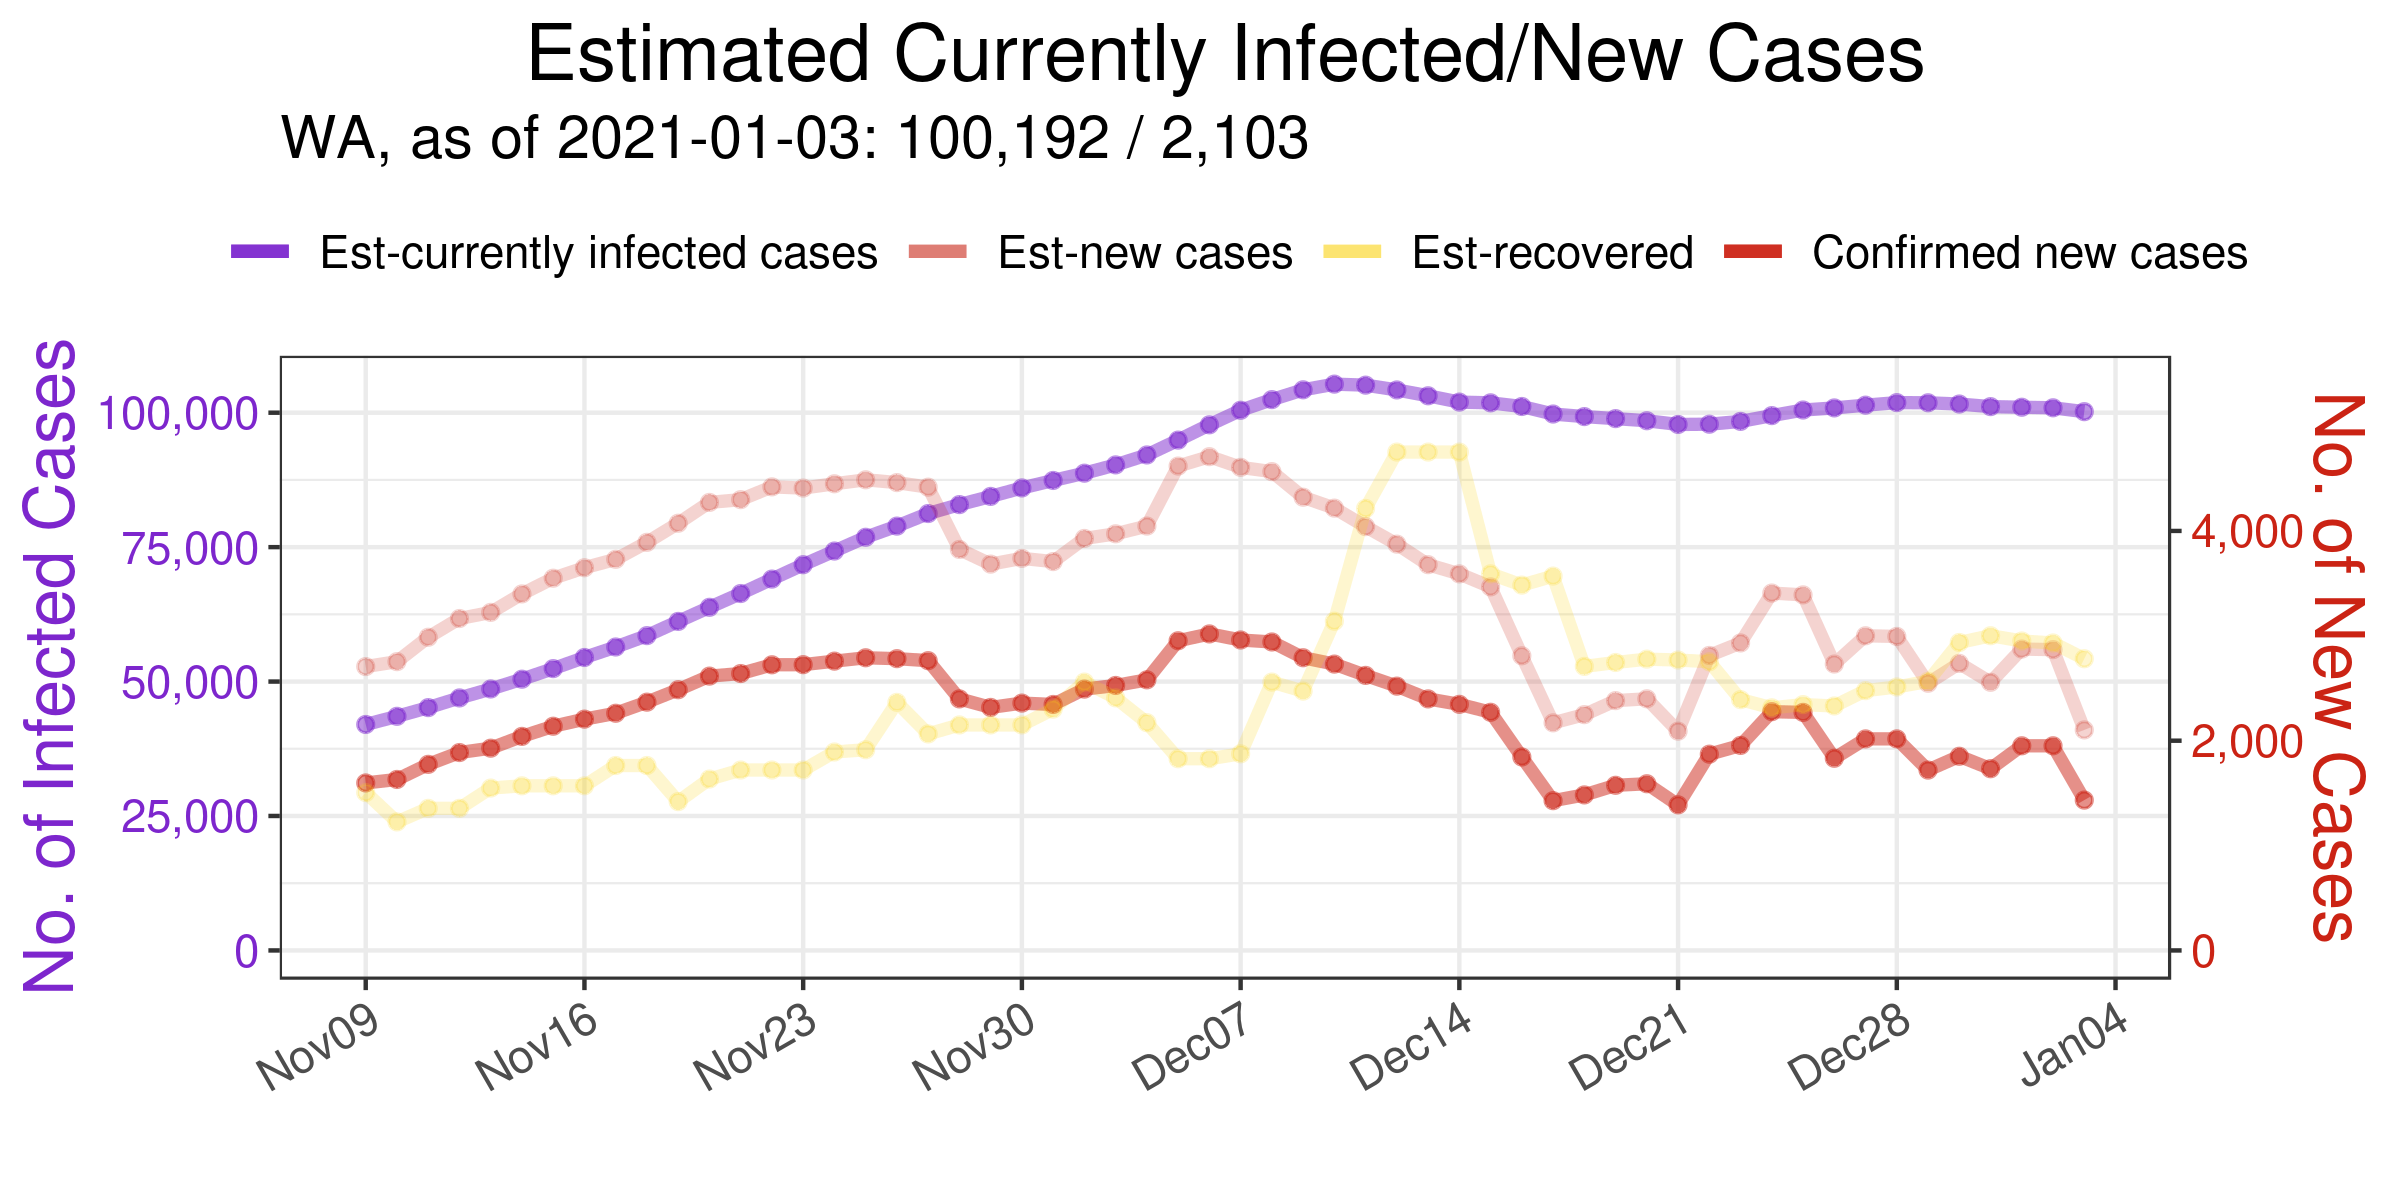 Estimated Currently Infected/New Cases
WA, as of 2021-01-03: 100,192 / 2,103
Est-currently infected cases Est-new cases Est-recovered Confirmed new cases
No. of Infected Cases
100,000
75,000
50,000
25,000
0
4,000
2,000
0
No. of New Cases
Nov09 Nov16 Nov23 Nov30 Dec07 Dec14 Dec21 Dec28 Jan04